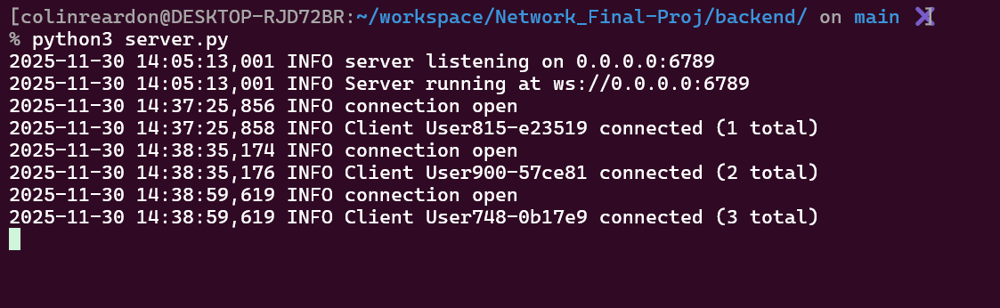 [colinreardon@DESKTOP-RJD72BR:~/workspace/Network_Final-Proj/backend/ on main ✘]
% python3 server.py
2025-11-30 14:05:13,001 INFO server listening on 0.0.0.0:6789
2025-11-30 14:05:13,001 INFO Server running at ws://0.0.0.0:6789
2025-11-30 14:37:25,856 INFO connection open
2025-11-30 14:37:25,858 INFO Client User815-e23519 connected (1 total)
2025-11-30 14:38:35,174 INFO connection open
2025-11-30 14:38:35,176 INFO Client User900-57ce81 connected (2 total)
2025-11-30 14:38:59,619 INFO connection open
2025-11-30 14:38:59,619 INFO Client User748-0b17e9 connected (3 total)